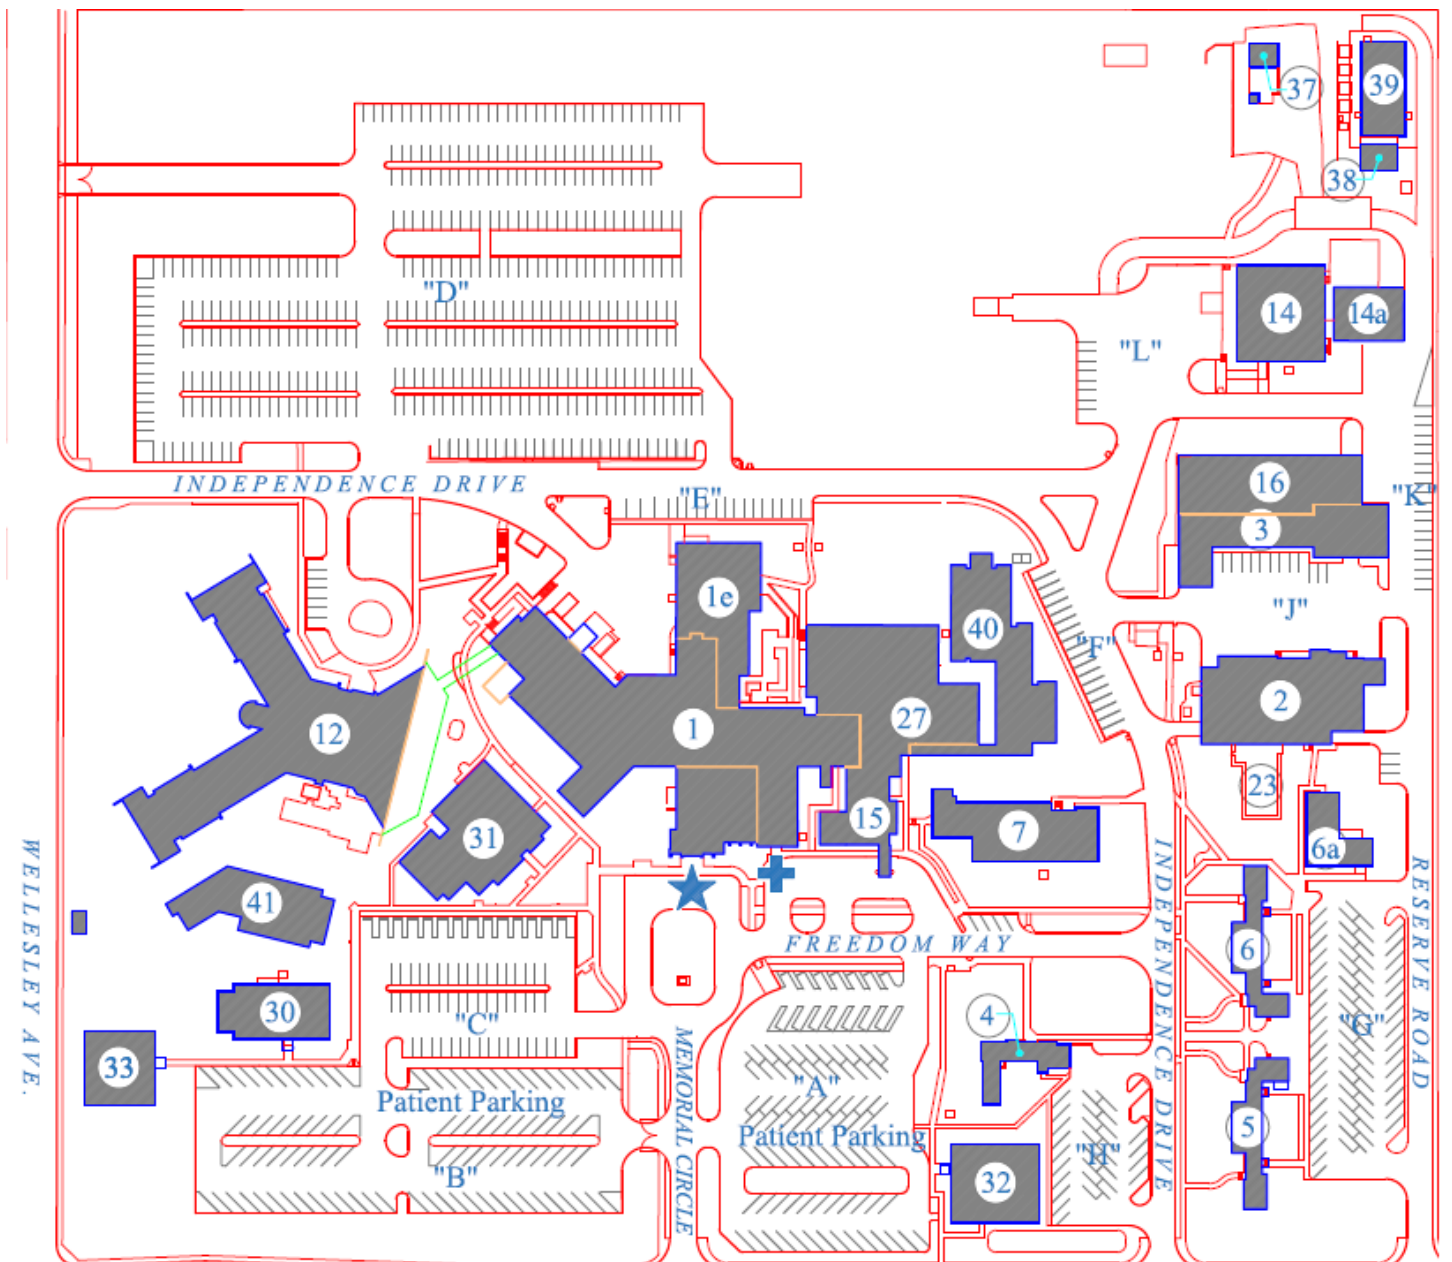 37
39
38
"D"
14
14a
"L"
INDEPENDENCE DRIVE
"E"
16
"K"
3
1e
"J"
40
"F"
12
1
27
2
23
31
15
7
6a
41
WELLESLEY AVE.
INDEPENDENCE DRIVE
RESERVE ROAD
FREEDOM WAY
6
30
"C"
4
"G"
33
MEMORIAL CIRCLE
"A"
Patient Parking
Patient Parking
5
"B"
"H"
32